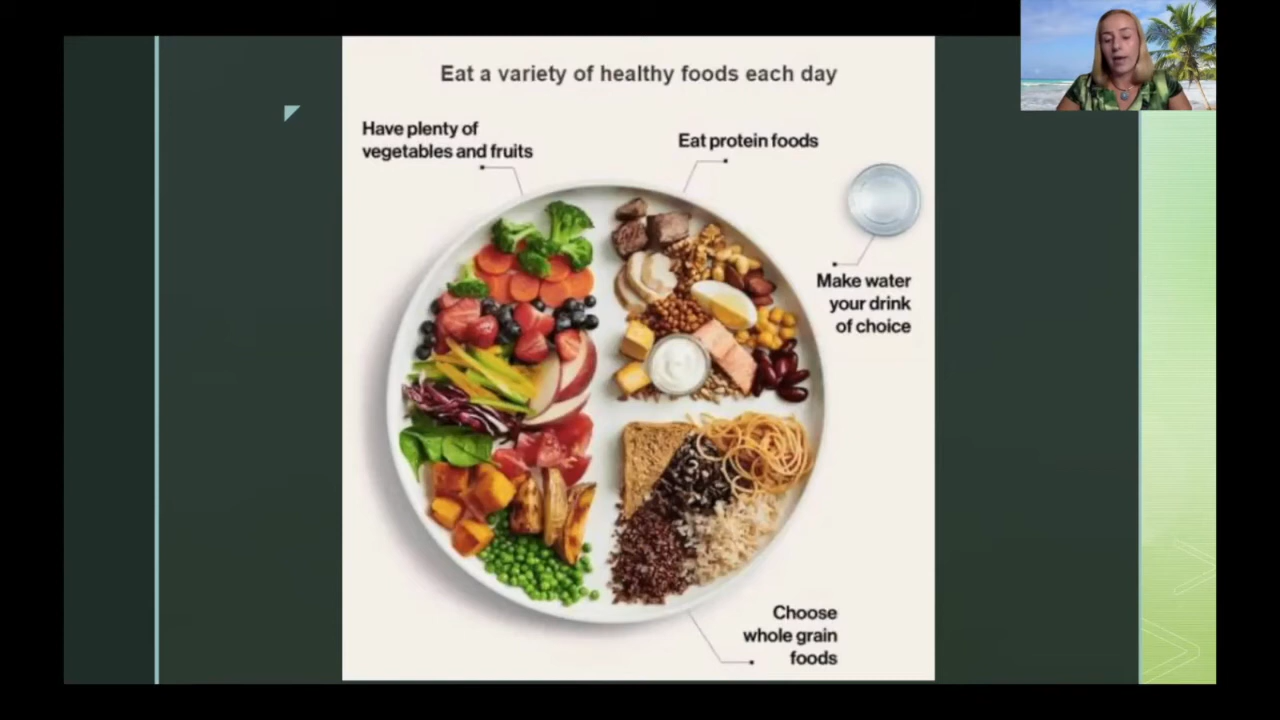 Eat a variety of healthy foods each day
Have plenty of
vegetables and fruits
Eat protein foods
Make water
your drink
of choice
Choose
whole grain
foods